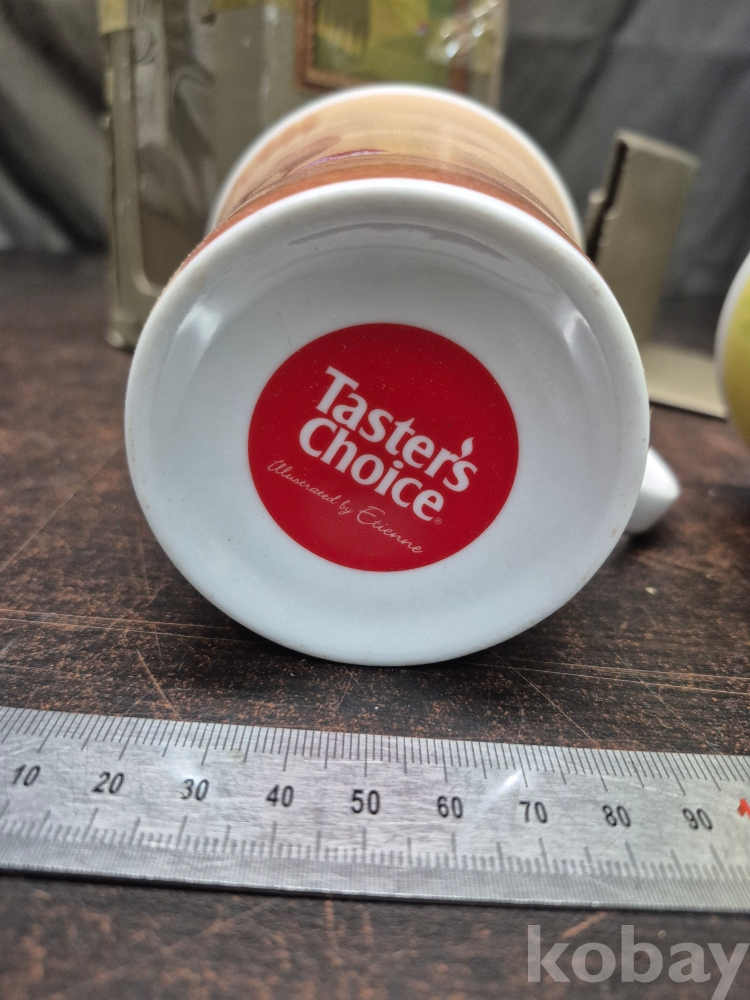 Taster's
Choice®
Illustrated by Etienne
10 20 30 40 50 60 70 80 90
kobay